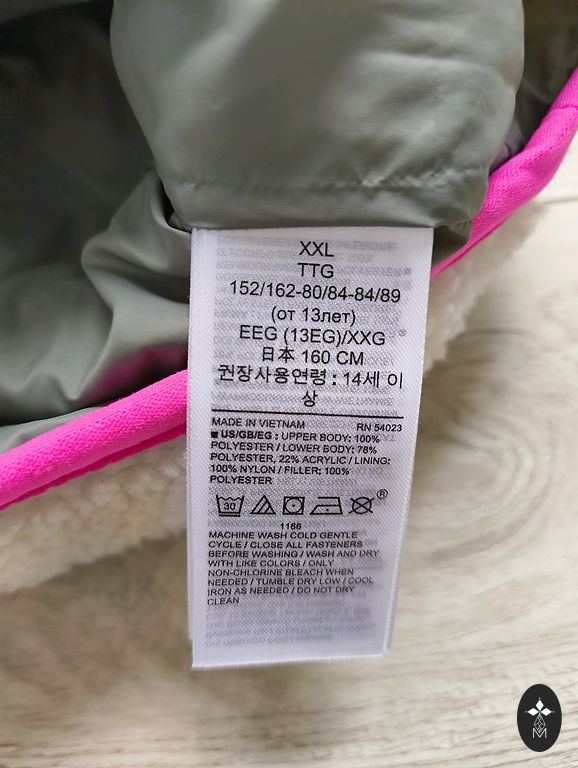 XXL
TTG
152/162-80/84-84/89
(от 13лет)
EEG (13EG)/XXG
日本 160 CM
권장사용연령 : 14세 이
상
MADE IN VIETNAM RN 54023
■ US/GB/EG : UPPER BODY: 100%
POLYESTER / LOWER BODY: 78%
POLYESTER, 22% ACRYLIC / LINING:
100% NYLON / FILLER: 100%
POLYESTER
30 ®
1166
MACHINE WASH COLD GENTLE
CYCLE / CLOSE ALL FASTENERS
BEFORE WASHING / WASH AND DRY
WITH LIKE COLORS / ONLY
NON-CHLORINE BLEACH WHEN
NEEDED / TUMBLE DRY LOW / COOL
IRON AS NEEDED / DO NOT DRY
CLEAN
M